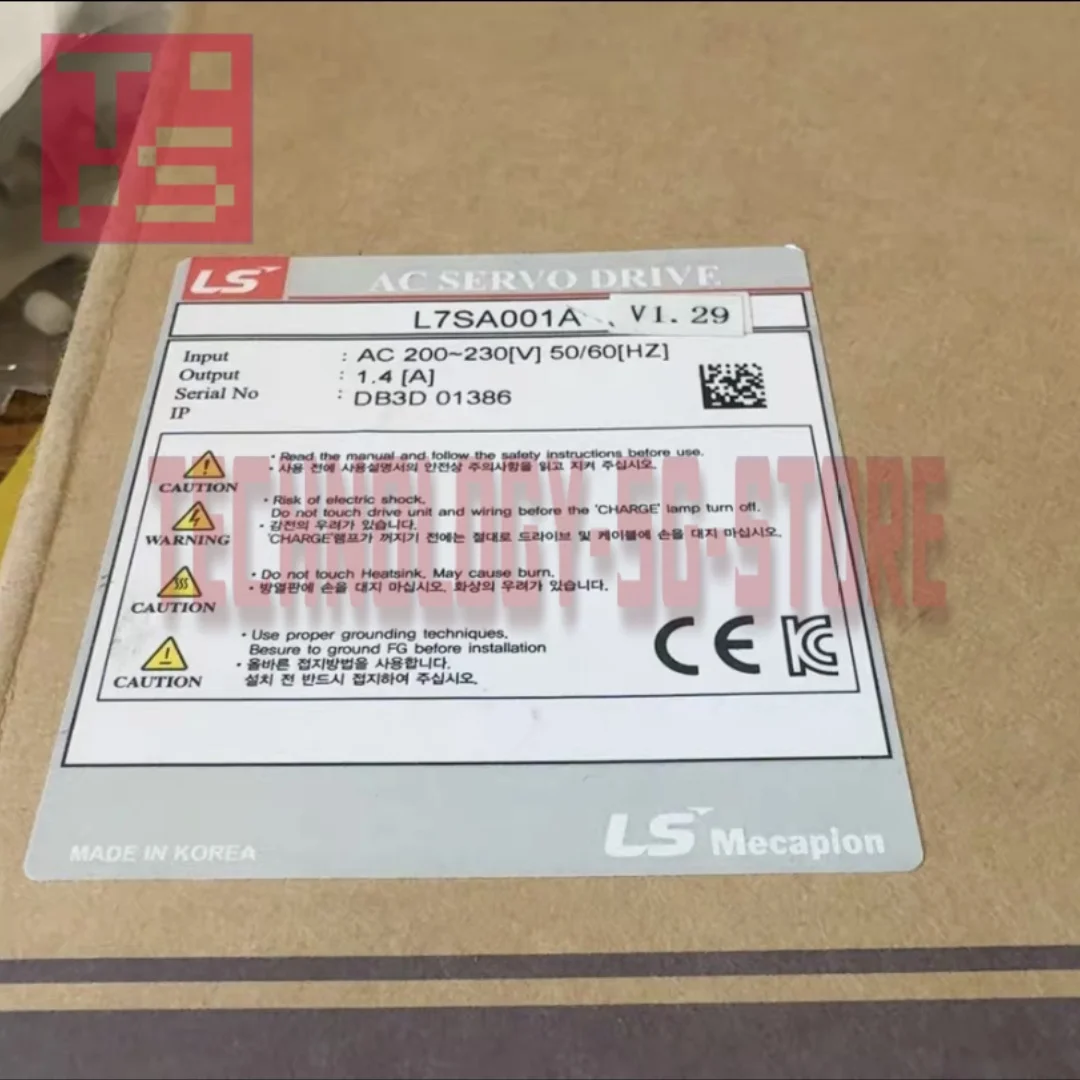 LS AC SERVO DRIVE
L7SA001A V1.29
Input : AC 200~230[V] 50/60[HZ]
Output : 1.4 [A]
Serial No : DB3D 01386
IP
CAUTION
• Read the manual and follow the safety instructions before use.
• 사용 전에 사용설명서의 안전상 주의사항을 읽고 지켜 주십시오.
WARNING
• Risk of electric shock.
Do not touch drive unit and wiring before the 'CHARGE' lamp turn off.
• 감전의 우려가 있습니다.
'CHARGE'램프가 꺼지기 전에는 절대로 드라이브 및 케이블에 손을 대지 마십시오.
CAUTION
• Do not touch Heatsink. May cause burn.
• 방열판에 손을 대지 마십시오. 화상의 우려가 있습니다.
CAUTION
• Use proper grounding techniques.
Besure to ground FG before installation
• 올바른 접지방법을 사용합니다.
설치 전 반드시 접지하여 주십시오.
CE KC
TECHNOLOGY-5G-STORE
MADE IN KOREA
LS Mecapion